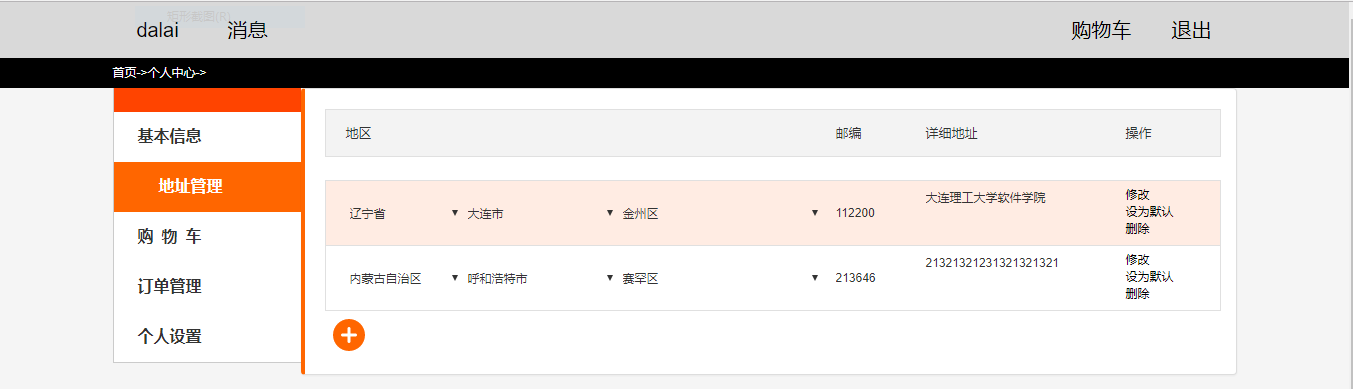 矩形截图(R)
dalai 消息 购物车 退出
首页->个人中心->
基本信息
地址管理
购 物 车
订单管理
个人设置
地区 邮编 详细地址 操作
辽宁省 大连市 金州区 112200 大连理工大学软件学院 修改
设为默认
删除
内蒙古自治区 呼和浩特市 赛罕区 213646 21321321231321321321 修改
设为默认
删除